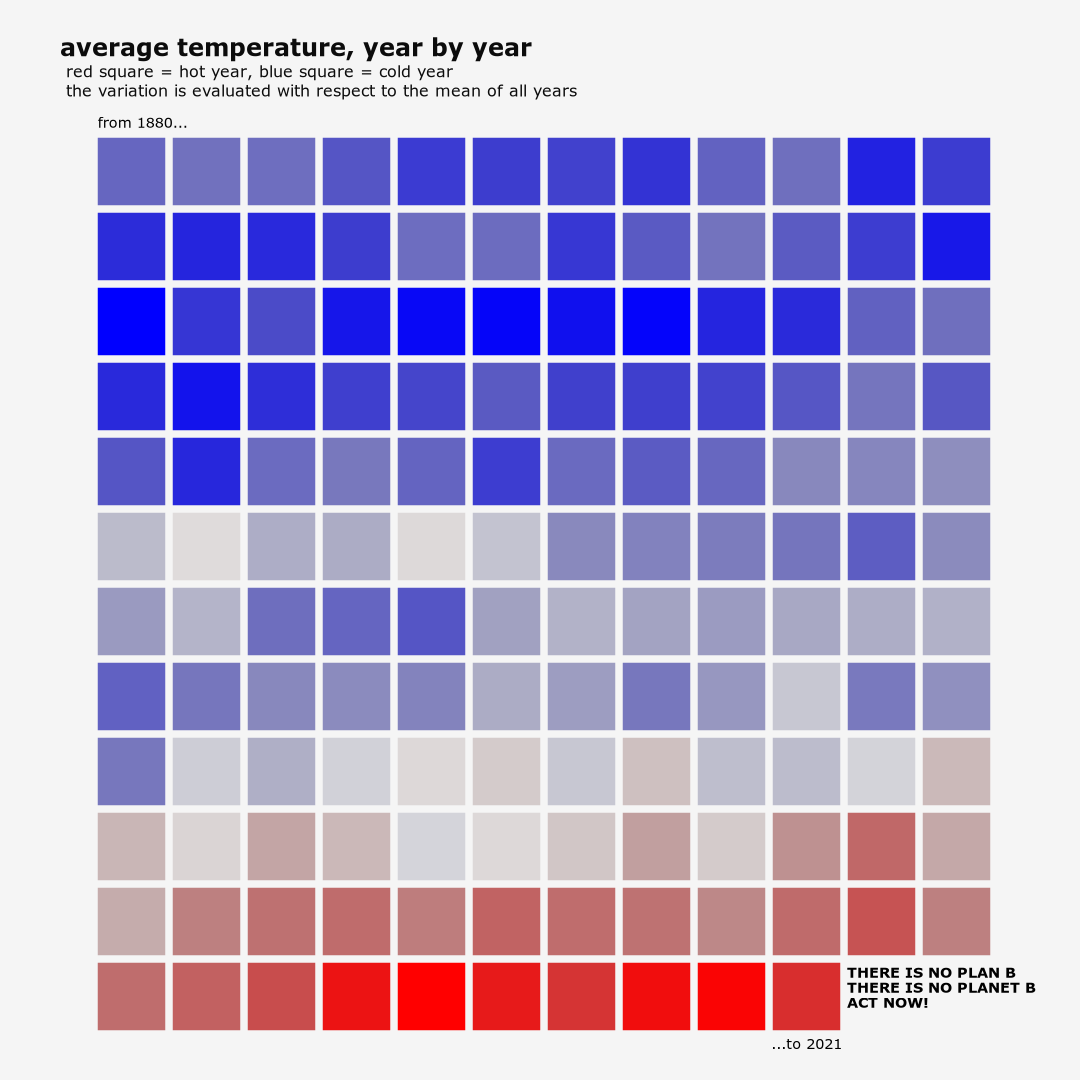 average temperature, year by year
red square = hot year, blue square = cold year
the variation is evaluated with respect to the mean of all years
from 1880...
THERE IS NO PLAN B
THERE IS NO PLANET B
ACT NOW!
...to 2021